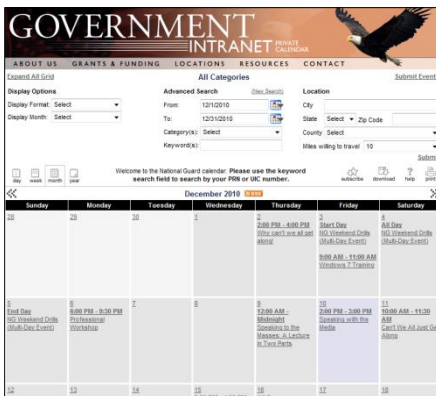 GOVERNMENT
INTRANET PRIVATE CALENDAR
ABOUT US GRANTS & FUNDING LOCATIONS RESOURCES CONTACT
Expand All Grid All Categories Submit Event
Display Options Advanced Search (New Search) Location
Display Format: Select From: 12/1/2010 City
Display Month: Select To: 12/31/2010 State Select Zip Code
Category(s): Select County Select
Keyword(s): Miles willing to travel 10
Submi
day week month year
Welcome to the National Guard calendar. Please use the keyword
search field to search by your PRN or UIC number.
subscribe download help print
December 2010
Sunday Monday Tuesday Wednesday Thursday Friday Saturday
28 29 30 1 2 3 4
2:00 PM - 4:00 PM
Why can't we all get
along!
Start Day
NG Weekend Drills
(Multi-Day Event)
9:00 AM - 11:00 AM
Windows 7 Training
All Day
NG Weekend Drills
(Multi-Day Event)
5 6 7 8 9 10 11
End Day
NG Weekend Drills
(Multi-Day Event)
6:00 PM - 9:30 PM
Professional
Workshop
12:00 AM -
Midnight
Speaking to the
Masses: A Lecture
in Two Parts
2:00 PM - 3:00 PM
Speaking with the
Media
10:00 AM - 11:30
AM
Can't We All Just Ge
Along
12 13 14 15 16 17 18